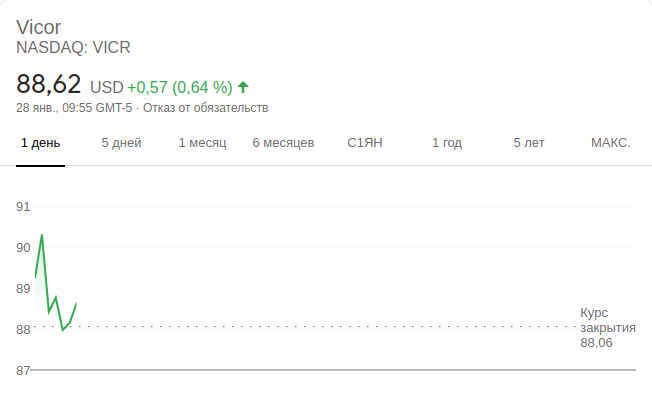 Vicor
NASDAQ: VICR
88,62 USD +0,57 (0,64 %)
28 янв., 09:55 GMT-5 · Отказ от обязательств
1 день 5 дней 1 месяц 6 месяцев С1ЯН 1 год 5 лет МАКС.
91
90
89
88
87
Курс
закрытия
88,06